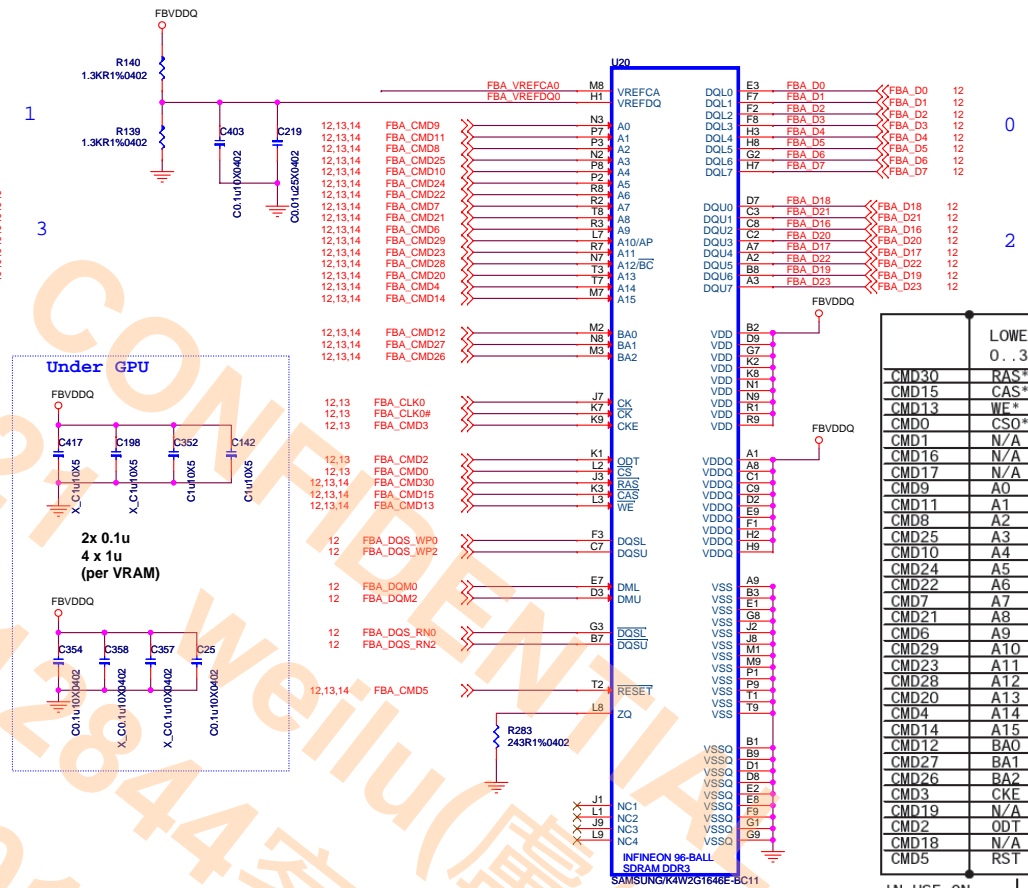 FBVDDQ
R140
1.3KR1%0402
R139
1.3KR1%0402
C403
C0.1u10X0402
C219
C0.01u25X0402
1
3
U20
FBA_VREFCA0 M8 VREFCA
FBA_VREFDQ0 H1 VREFDQ
12,13,14 FBA_CMD9 N3 A0
12,13,14 FBA_CMD11 P7 A1
12,13,14 FBA_CMD8 P3 A2
12,13,14 FBA_CMD25 N2 A3
12,13,14 FBA_CMD10 P8 A4
12,13,14 FBA_CMD24 P2 A5
12,13,14 FBA_CMD22 R8 A6
12,13,14 FBA_CMD7 R2 A7
12,13,14 FBA_CMD21 T8 A8
12,13,14 FBA_CMD6 R3 A9
12,13,14 FBA_CMD29 L7 A10/AP
12,13,14 FBA_CMD23 R7 A11
12,13,14 FBA_CMD28 N7 A12/BC
12,13,14 FBA_CMD20 T3 A13
12,13,14 FBA_CMD4 T7 A14
12,13,14 FBA_CMD14 M7 A15
12,13,14 FBA_CMD12 M2 BA0
12,13,14 FBA_CMD27 N8 BA1
12,13,14 FBA_CMD26 M3 BA2
12,13 FBA_CLK0 J7 CK
12,13 FBA_CLK0# K7 CK
12,13 FBA_CMD3 K9 CKE
12,13 FBA_CMD2 K1 ODT
12,13 FBA_CMD0 L2 CS
12,13,14 FBA_CMD30 J3 RAS
12,13,14 FBA_CMD15 K3 CAS
12,13,14 FBA_CMD13 L3 WE
12 FBA_DQS_WP0 F3 DQSL
12 FBA_DQS_WP2 C7 DQSU
12 FBA_DQM0 E7 DML
12 FBA_DQM2 D3 DMU
12 FBA_DQS_RN0 G3 DQSL
12 FBA_DQS_RN2 B7 DQSU
12,13,14 FBA_CMD5 T2 RESET
L8 ZQ
R283
243R1%0402
J1 NC1
L1 NC2
J9 NC3
L9 NC4
DQL0 E3 FBA_D0 FBA_D0 12
DQL1 F7 FBA_D1 FBA_D1 12
DQL2 F2 FBA_D2 FBA_D2 12
DQL3 F8 FBA_D3 FBA_D3 12
DQL4 H3 FBA_D4 FBA_D4 12
DQL5 H8 FBA_D5 FBA_D5 12
DQL6 G2 FBA_D6 FBA_D6 12
DQL7 H7 FBA_D7 FBA_D7 12
0
DQU0 D7 FBA_D18 FBA_D18 12
DQU1 C3 FBA_D21 FBA_D21 12
DQU2 C8 FBA_D16 FBA_D16 12
DQU3 C2 FBA_D20 FBA_D20 12
DQU4 A7 FBA_D17 FBA_D17 12
DQU5 A2 FBA_D22 FBA_D22 12
DQU6 B8 FBA_D19 FBA_D19 12
DQU7 A3 FBA_D23 FBA_D23 12
2
FBVDDQ
VDD B2
VDD D9
VDD G7
VDD K2
VDD K8
VDD N1
VDD N9
VDD R1
VDD R9
FBVDDQ
VDDQ A1
VDDQ A8
VDDQ C1
VDDQ C9
VDDQ D2
VDDQ E9
VDDQ F1
VDDQ H2
VDDQ H9
VSS A9
VSS B3
VSS E1
VSS G8
VSS J2
VSS J8
VSS M1
VSS M9
VSS P1
VSS P9
VSS T1
VSS T9
VSSQ B1
VSSQ B9
VSSQ D1
VSSQ D8
VSSQ E2
VSSQ E8
VSSQ F9
VSSQ G1
VSSQ G9
INFINEON 96-BALL
SDRAM DDR3
SAMSUNG/K4W2G1646E-BC11
Under GPU
FBVDDQ
C417 C198 C352 C142
X_C1u10X5 X_C1u10X5 C1u10X5 C1u10X5
2x 0.1u
4 x 1u
(per VRAM)
FBVDDQ
C354 C358 C357 C25
C0.1u10X0402 X_C0.1u10X0402 X_C0.1u10X0402 C0.1u10X0402
LOWE
0..3
CMD30 RAS*
CMD15 CAS*
CMD13 WE*
CMD0 CS0*
CMD1 N/A
CMD16 N/A
CMD17 N/A
CMD9 A0
CMD11 A1
CMD8 A2
CMD25 A3
CMD10 A4
CMD24 A5
CMD22 A6
CMD7 A7
CMD21 A8
CMD6 A9
CMD29 A10
CMD23 A11
CMD28 A12
CMD20 A13
CMD4 A14
CMD14 A15
CMD12 BA0
CMD27 BA1
CMD26 BA2
CMD3 CKE
CMD19 N/A
CMD2 ODT
CMD18 N/A
CMD5 RST
CONFIDENTIAL
Weilu(盧